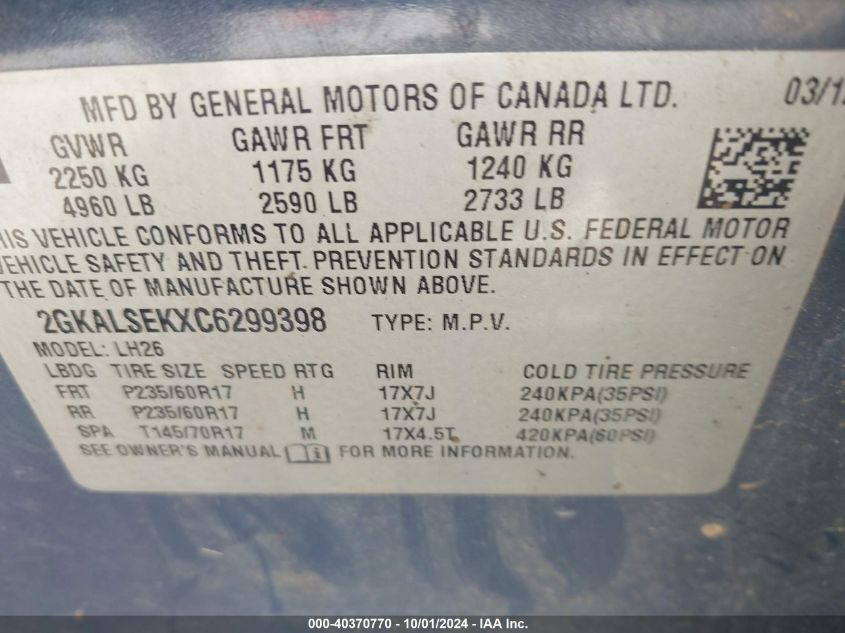 MFD BY GENERAL MOTORS OF CANADA LTD. 03/1
GVWR GAWR FRT GAWR RR
2250 KG 1175 KG 1240 KG
4960 LB 2590 LB 2733 LB
HIS VEHICLE CONFORMS TO ALL APPLICABLE U.S. FEDERAL MOTOR
VEHICLE SAFETY AND THEFT PREVENTION STANDARDS IN EFFECT ON
THE DATE OF MANUFACTURE SHOWN ABOVE.
2GKALSEKXC6299398 TYPE: M.P.V.
MODEL: LH26
LBDG TIRE SIZE SPEED RTG RIM COLD TIRE PRESSURE
FRT P235/60R17 H 17X7J 240KPA(35PSI)
RR P235/60R17 H 17X7J 240KPA(35PSI)
SPA T145/70R17 M 17X4.5T 420KPA(60PSI)
SEE OWNER'S MANUAL FOR MORE INFORMATION.
000-40370770 - 10/01/2024 - IAA Inc.